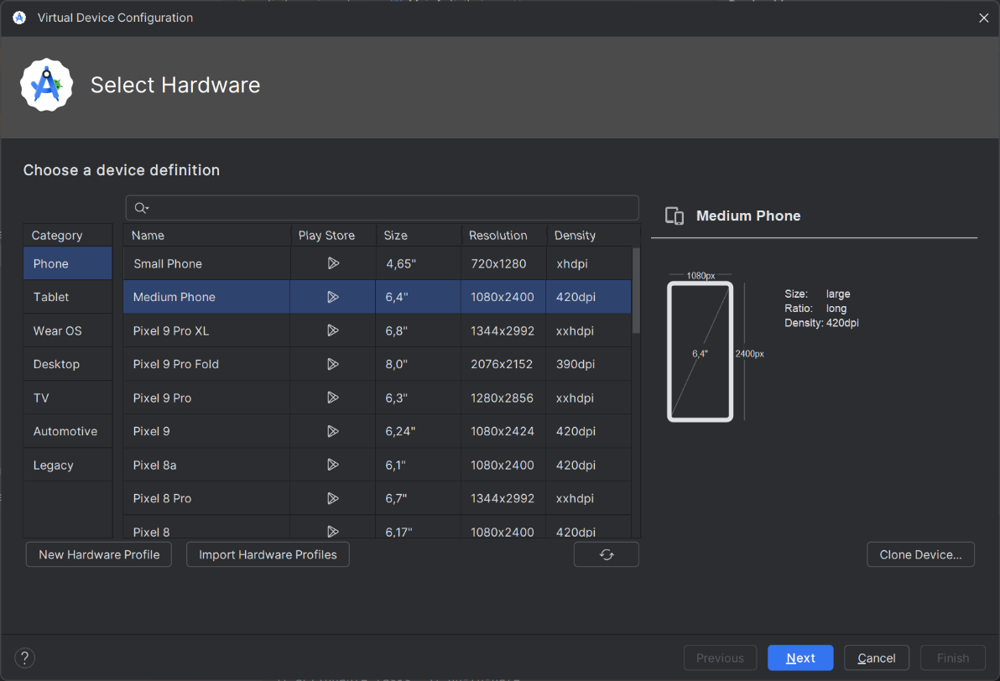 Virtual Device Configuration
Select Hardware
Choose a device definition
Category
Phone
Tablet
Wear OS
Desktop
TV
Automotive
Legacy
Name Play Store Size Resolution Density
Small Phone 4,65" 720x1280 xhdpi
Medium Phone 6,4" 1080x2400 420dpi
Pixel 9 Pro XL 6,8" 1344x2992 xxhdpi
Pixel 9 Pro Fold 8,0" 2076x2152 390dpi
Pixel 9 Pro 6,3" 1280x2856 xxhdpi
Pixel 9 6,24" 1080x2424 420dpi
Pixel 8a 6,1" 1080x2400 420dpi
Pixel 8 Pro 6,7" 1344x2992 xxhdpi
Pixel 8 6,17" 1080x2400 420dpi
Medium Phone
1080px
6,4"
2400px
Size: large
Ratio: long
Density: 420dpi
New Hardware Profile Import Hardware Profiles Clone Device...
? Previous Next Cancel Finish